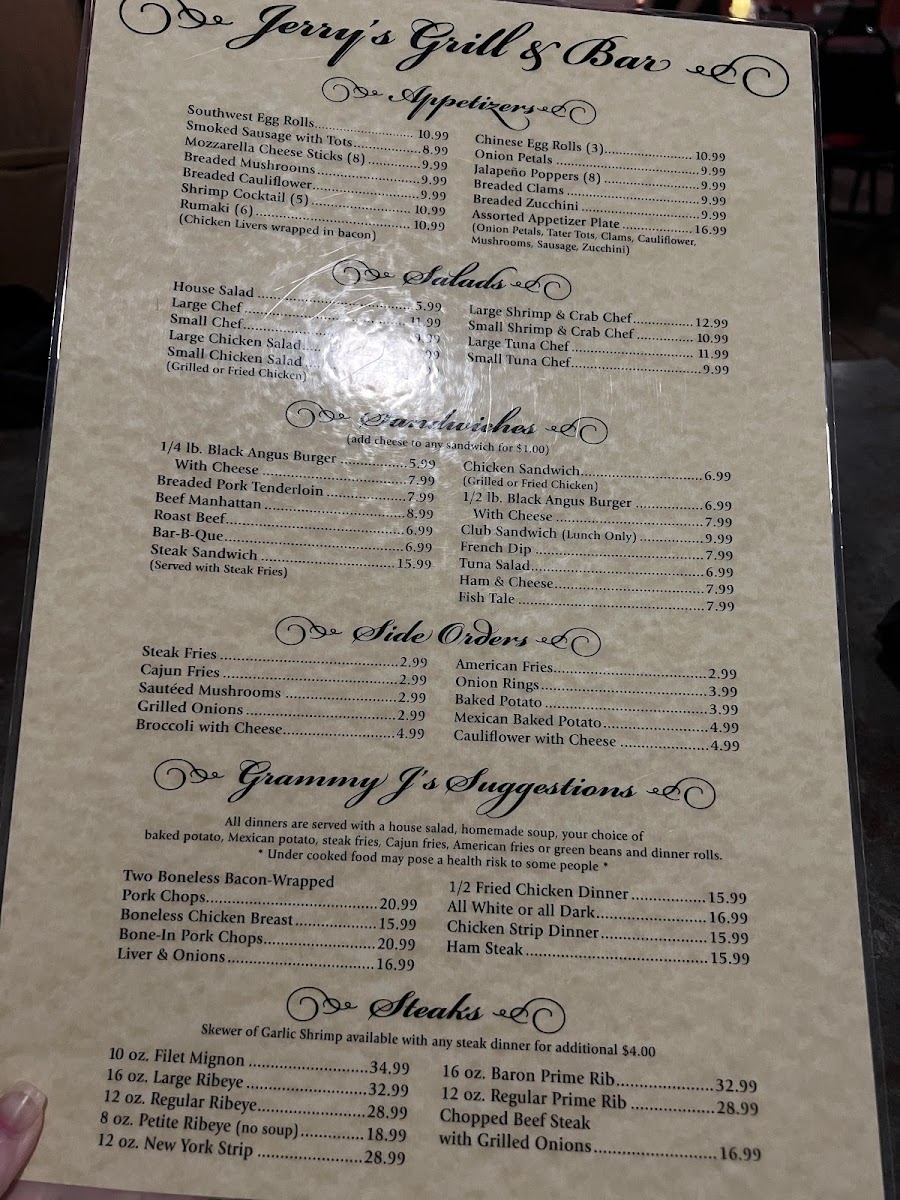 Jerry's Grill & Bar
Appetizers
Southwest Egg Rolls.................... 10.99
Smoked Sausage with Tots..............8.99
Mozzarella Cheese Sticks (8) ...........9.99
Breaded Mushrooms......................9.99
Breaded Cauliflower.......................9.99
Shrimp Cocktail (5) .................... 10.99
Rumaki (6) ............................... 10.99
(Chicken Livers wrapped in bacon)
Chinese Egg Rolls (3)................... 10.99
Onion Petals ..............................9.99
Jalapeño Poppers (8) ....................9.99
Breaded Clams ...........................9.99
Breaded Zucchini .........................9.99
Assorted Appetizer Plate ...............16.99
(Onion Petals, Tater Tots, Clams, Cauliflower,
Mushrooms, Sausage, Zucchini)
Salads
House Salad ..............................5.99
Large Chef ............................. 11.99
Small Chef
Large Chicken Salad
Small Chicken Salad
(Grilled or Fried Chicken)
Large Shrimp & Crab Chef.............12.99
Small Shrimp & Crab Chef ............10.99
Large Tuna Chef ........................ 11.99
Small Tuna Chef..........................9.99
Sandwiches
(add cheese to any sandwich for $1.00)
1/4 lb. Black Angus Burger ..............5.99
With Cheese .............................7.99
Breaded Pork Tenderloin ................7.99
Beef Manhattan ..........................8.99
Roast Beef.................................6.99
Bar-B-Que.................................6.99
Steak Sandwich ..........................15.99
(Served with Steak Fries)
Chicken Sandwich........................6.99
(Grilled or Fried Chicken)
1/2 lb. Black Angus Burger ..............6.99
With Cheese .............................7.99
Club Sandwich (Lunch Only) ............9.99
French Dip ................................7.99
Tuna Salad.................................6.99
Ham & Cheese............................7.99
Fish Tale ...................................7.99
Side Orders
Steak Fries .................................2.99
Cajun Fries ................................2.99
Sautéed Mushrooms .....................2.99
Grilled Onions ............................2.99
Broccoli with Cheese.....................4.99
American Fries............................2.99
Onion Rings...............................3.99
Baked Potato ..............................3.99
Mexican Baked Potato...................4.99
Cauliflower with Cheese ................4.99
Grammy J's Suggestions
All dinners are served with a house salad, homemade soup, your choice of
baked potato, Mexican potato, steak fries, Cajun fries, American fries or green beans and dinner rolls.
* Under cooked food may pose a health risk to some people *
Two Boneless Bacon-Wrapped
Pork Chops................................20.99
Boneless Chicken Breast................15.99
Bone-In Pork Chops.....................20.99
Liver & Onions...........................16.99
1/2 Fried Chicken Dinner ..............15.99
All White or all Dark.....................16.99
Chicken Strip Dinner....................15.99
Ham Steak.................................15.99
Steaks
Skewer of Garlic Shrimp available with any steak dinner for additional $4.00
10 oz. Filet Mignon .....................34.99
16 oz. Large Ribeye ......................32.99
12 oz. Regular Ribeye....................28.99
8 oz. Petite Ribeye (no soup)............18.99
12 oz. New York Strip ...................28.99
16 oz. Baron Prime Rib..................32.99
12 oz. Regular Prime Rib ...............28.99
Chopped Beef Steak
with Grilled Onions......................16.99